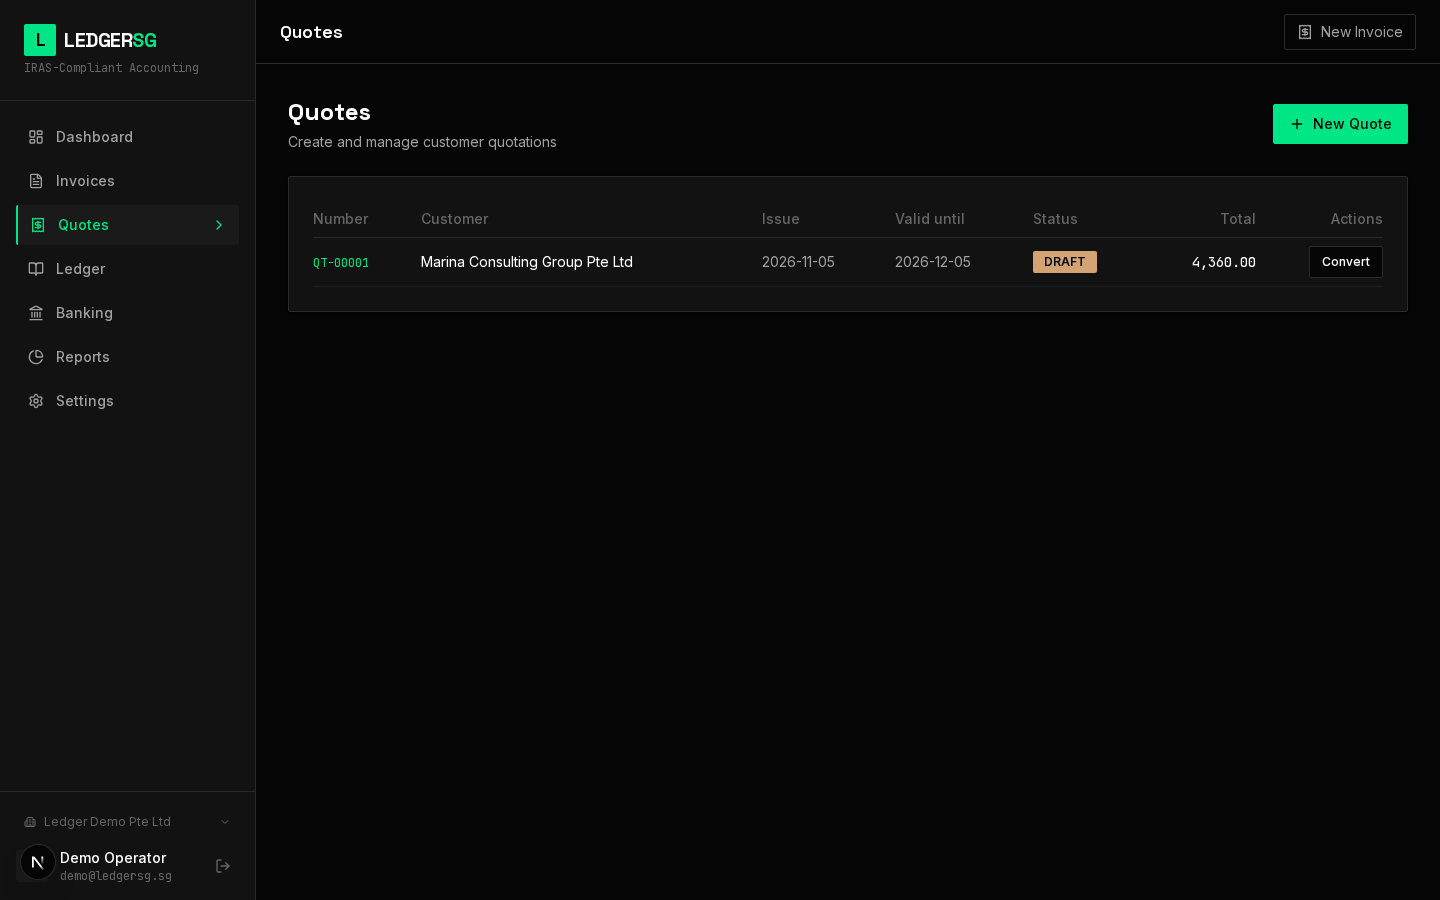 L LEDGERSG
IRAS-Compliant Accounting
Dashboard
Invoices
Quotes
Ledger
Banking
Reports
Settings
Ledger Demo Pte Ltd
N Demo Operator
demo@ledgersg.sg
Quotes
New Invoice
Quotes
Create and manage customer quotations
New Quote
Number Customer Issue Valid until Status Total Actions
QT-00001 Marina Consulting Group Pte Ltd 2026-11-05 2026-12-05 DRAFT 4,360.00 Convert